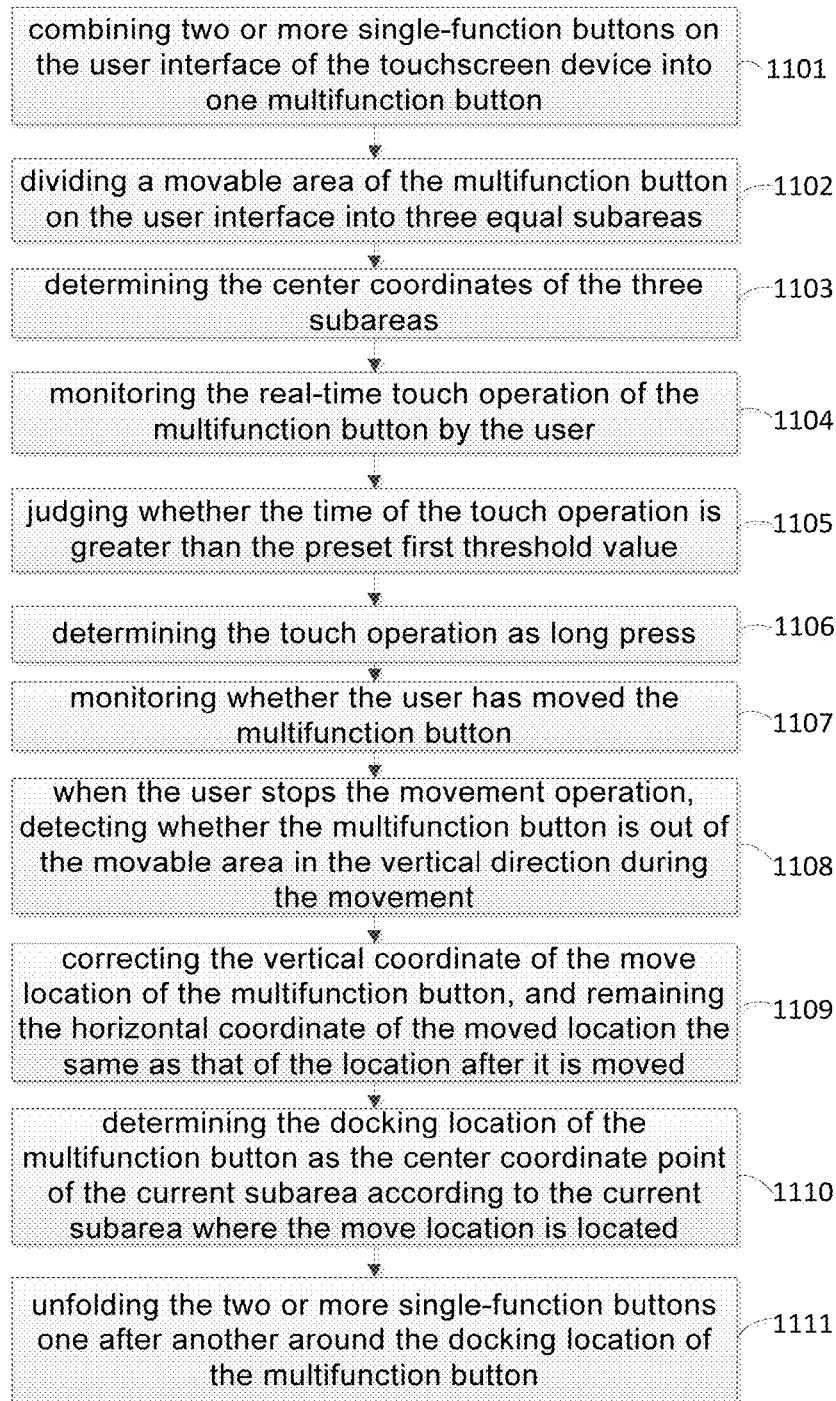 combining two or more single-function buttons on
the user interface of the touchscreen device into
one multifunction button
1101
dividing a movable area of the multifunction button
on the user interface into three equal subareas
1102
determining the center coordinates of the three
subareas
1103
monitoring the real-time touch operation of the
multifunction button by the user
1104
judging whether the time of the touch operation is
greater than the preset first threshold value
1105
determining the touch operation as long press
1106
monitoring whether the user has moved the
multifunction button
1107
when the user stops the movement operation,
detecting whether the multifunction button is out of
the movable area in the vertical direction during
the movement
1108
correcting the vertical coordinate of the move
location of the multifunction button, and remaining
the horizontal coordinate of the moved location the
same as that of the location after it is moved
1109
determining the docking location of the
multifunction button as the center coordinate point
of the current subarea according to the current
subarea where the move location is located
1110
unfolding the two or more single-function buttons
one after another around the docking location of
the multifunction button
1111